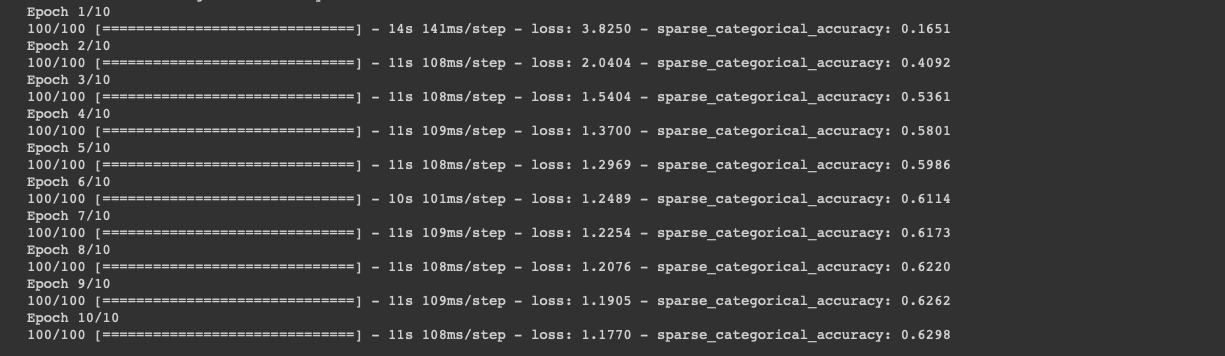 Epoch 1/10
100/100 [==============================] - 14s 141ms/step - loss: 3.8250 - sparse_categorical_accuracy: 0.1651
Epoch 2/10
100/100 [==============================] - 11s 108ms/step - loss: 2.0404 - sparse_categorical_accuracy: 0.4092
Epoch 3/10
100/100 [==============================] - 11s 108ms/step - loss: 1.5404 - sparse_categorical_accuracy: 0.5361
Epoch 4/10
100/100 [==============================] - 11s 109ms/step - loss: 1.3700 - sparse_categorical_accuracy: 0.5801
Epoch 5/10
100/100 [==============================] - 11s 108ms/step - loss: 1.2969 - sparse_categorical_accuracy: 0.5986
Epoch 6/10
100/100 [==============================] - 10s 101ms/step - loss: 1.2489 - sparse_categorical_accuracy: 0.6114
Epoch 7/10
100/100 [==============================] - 11s 109ms/step - loss: 1.2254 - sparse_categorical_accuracy: 0.6173
Epoch 8/10
100/100 [==============================] - 11s 108ms/step - loss: 1.2076 - sparse_categorical_accuracy: 0.6220
Epoch 9/10
100/100 [==============================] - 11s 109ms/step - loss: 1.1905 - sparse_categorical_accuracy: 0.6262
Epoch 10/10
100/100 [==============================] - 11s 108ms/step - loss: 1.1770 - sparse_categorical_accuracy: 0.6298